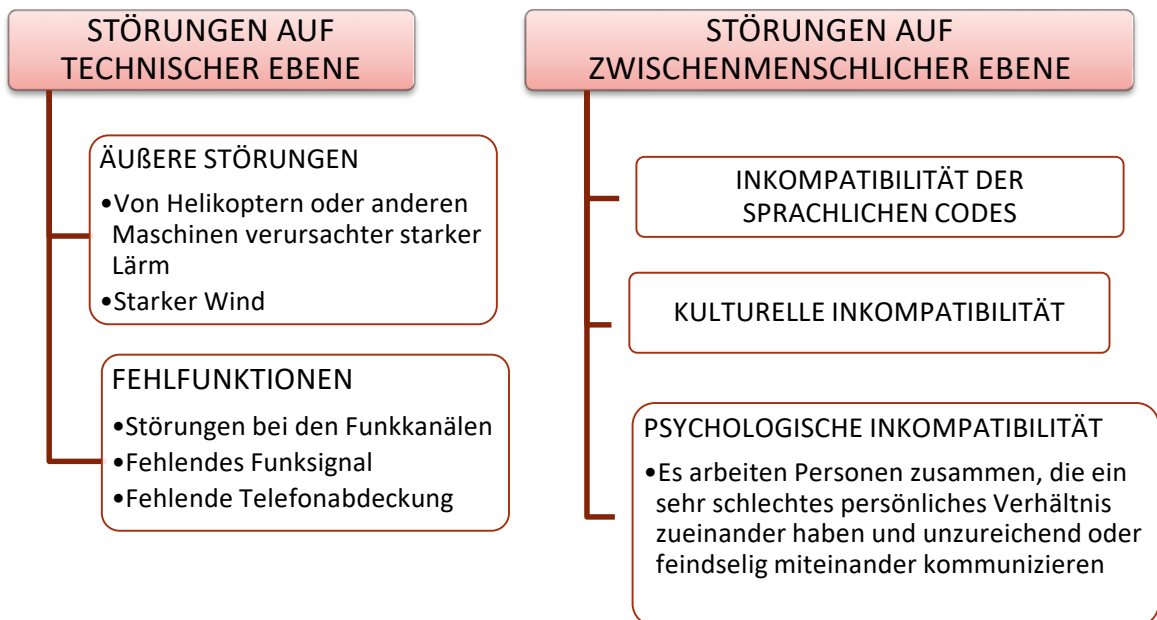 STÖRUNGEN AUF
TECHNISCHER EBENE
ÄUßERE STÖRUNGEN
•Von Helikoptern oder anderen
Maschinen verursachter starker
Lärm
•Starker Wind
FEHLFUNKTIONEN
•Störungen bei den Funkkanälen
•Fehlendes Funksignal
•Fehlende Telefonabdeckung
STÖRUNGEN AUF
ZWISCHENMENSCHLICHER EBENE
INKOMPATIBILITÄT DER
SPRACHLICHEN CODES
KULTURELLE INKOMPATIBILITÄT
PSYCHOLOGISCHE INKOMPATIBILITÄT
•Es arbeiten Personen zusammen, die ein
sehr schlechtes persönliches Verhältnis
zueinander haben und unzureichend oder
feindselig miteinander kommunizieren